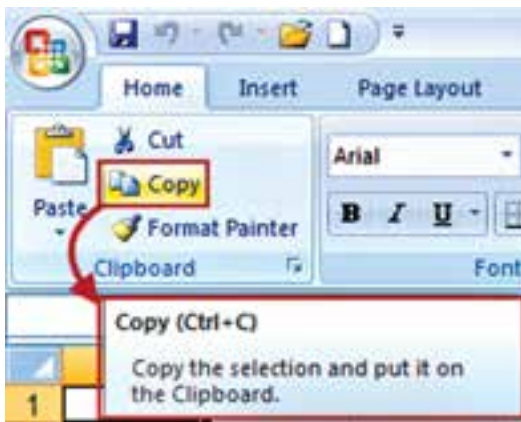 Home Insert Page Layout
Cut
Copy
Paste
Format Painter
Clipboard
Arial
B I U
Font
Copy (Ctrl+C)
Copy the selection and put it on
the Clipboard.
1